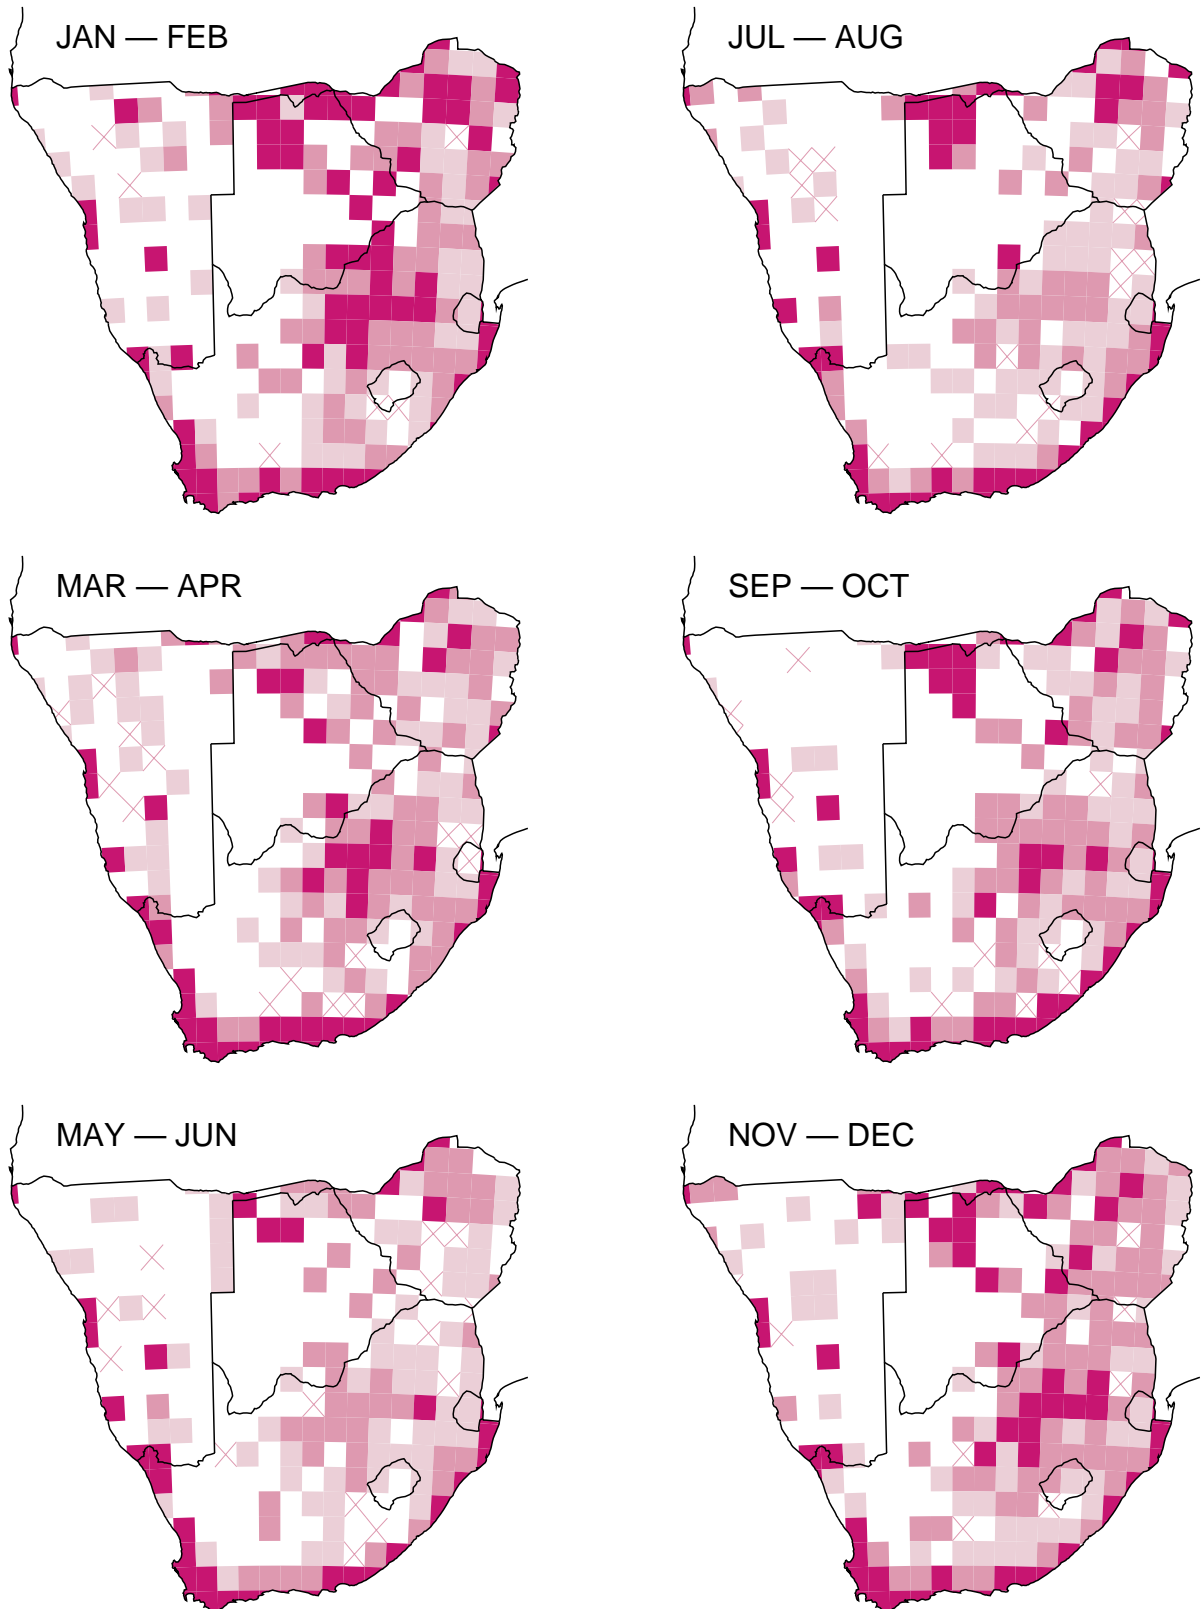 JAN — FEB
JUL — AUG
MAR — APR
SEP — OCT
MAY — JUN
NOV — DEC